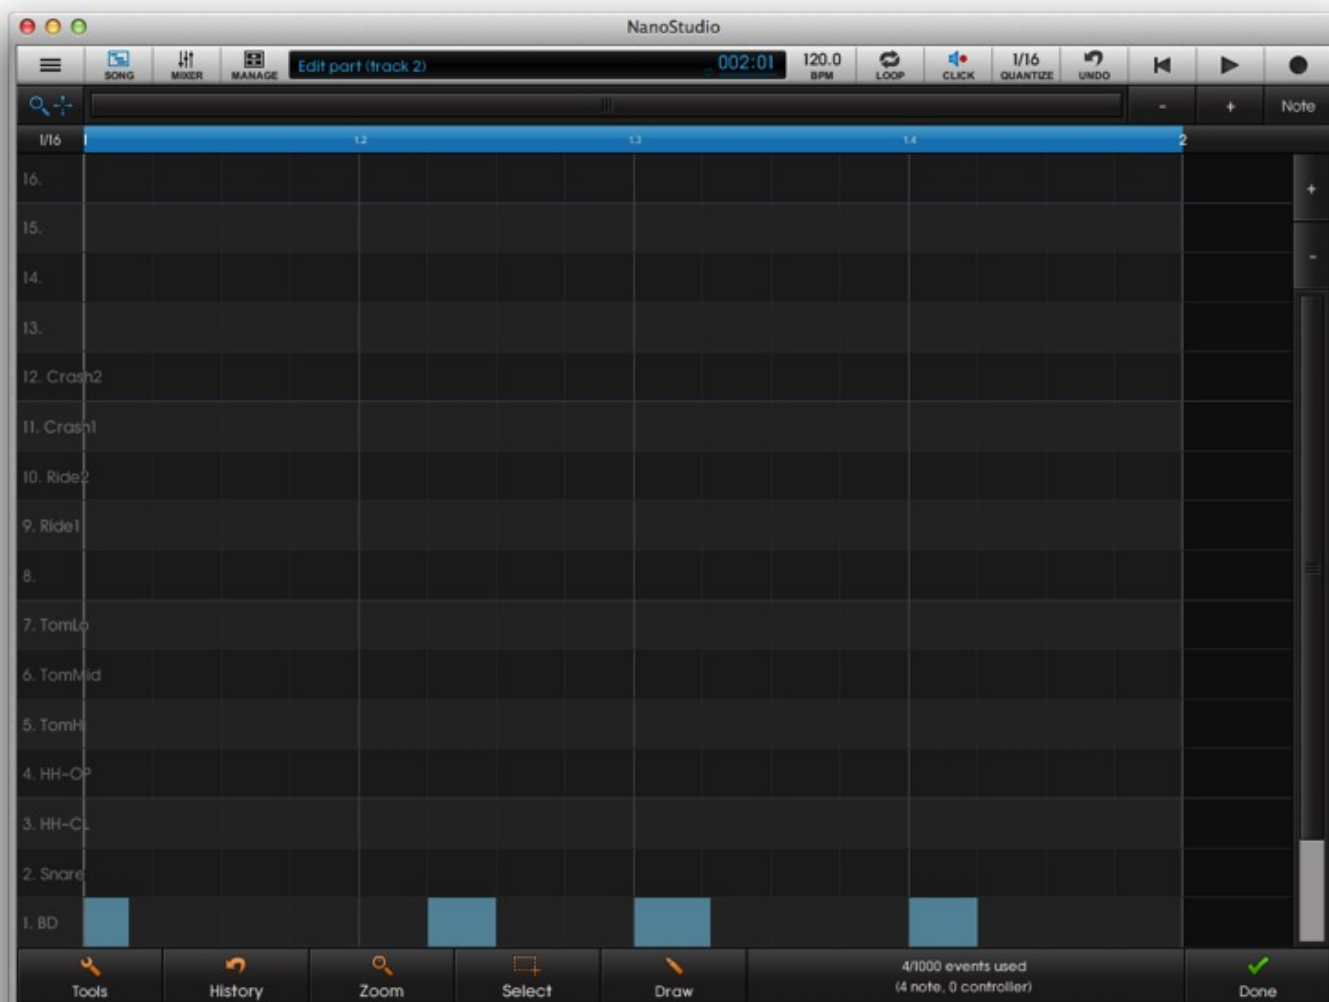 NanoStudio
SONG
MIXER
MANAGE
Edit part (track 2)
002:01
120.0
BPM
LOOP
CLICK
1/16
QUANTIZE
UNDO
-
+
Note
1/16
1
1.2
1.3
1.4
2
16.
+
15.
14.
-
13.
12. Crash2
11. Crash1
10. Ride2
9. Ride1
8.
7. TomLo
6. TomMid
5. TomHi
4. HH-OP
3. HH-CL
2. Snare
1. BD
Tools
History
Zoom
Select
Draw
4/1000 events used
(4 note, 0 controller)
Done